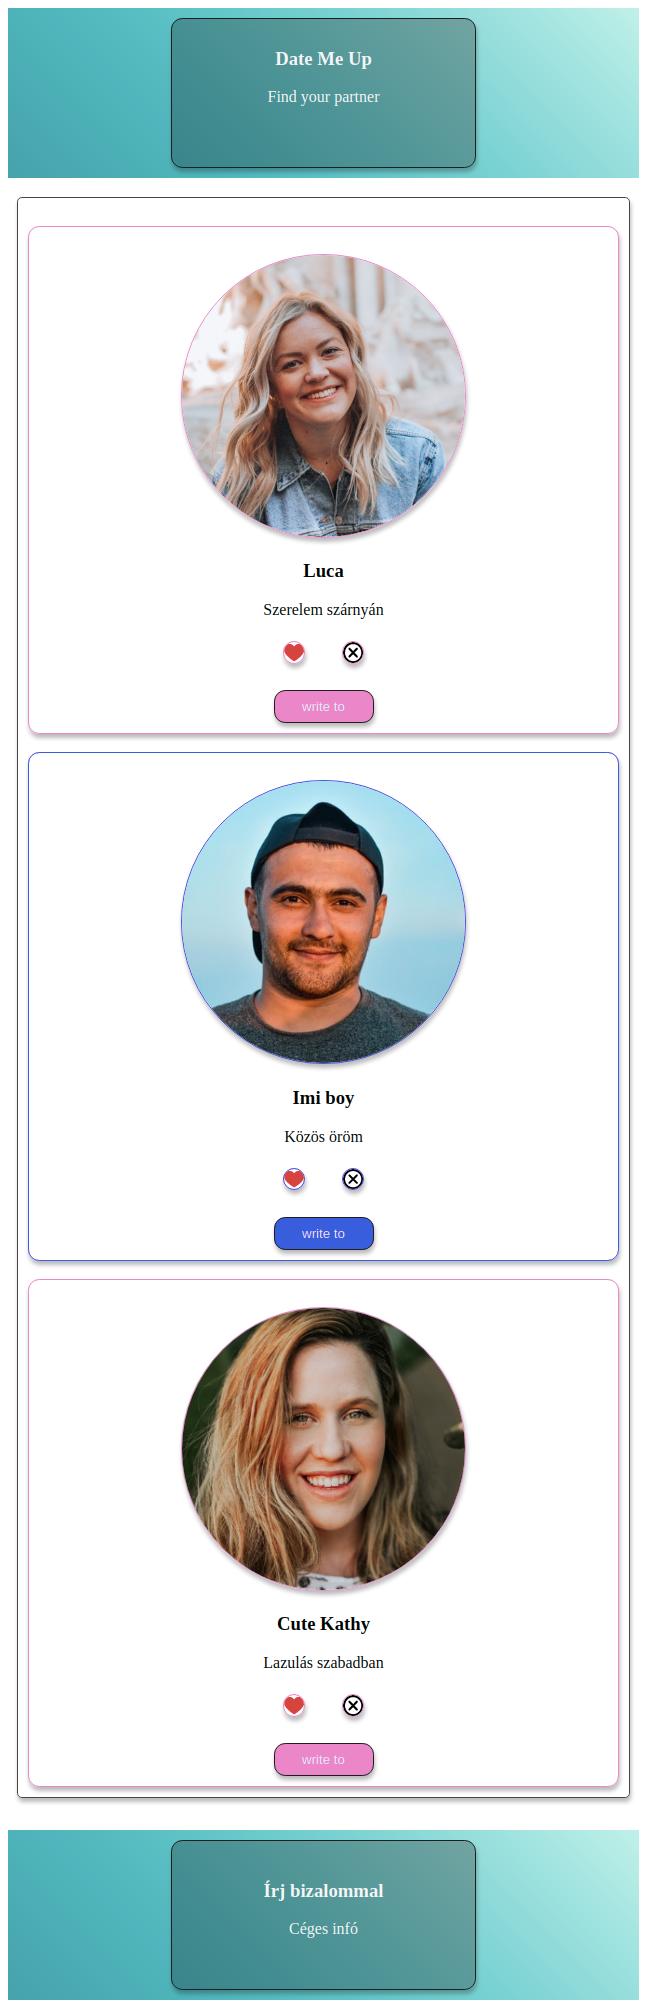 Date Me Up
Find your partner
Luca
Szerelem szárnyán
write to
Imi boy
Közös öröm
write to
Cute Kathy
Lazulás szabadban
write to
Írj bizalommal
Céges infó